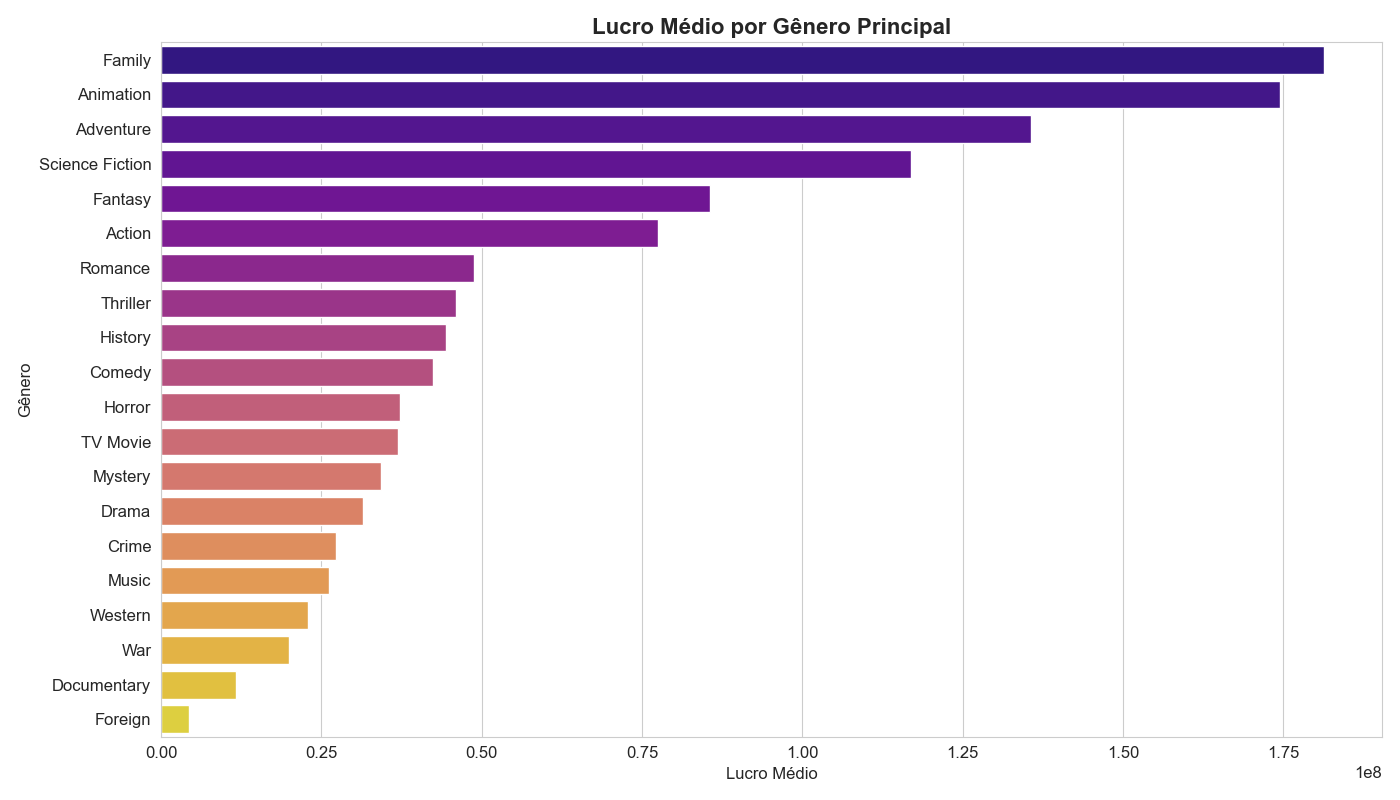 Lucro Médio por Gênero Principal
Gênero
Family
Animation
Adventure
Science Fiction
Fantasy
Action
Romance
Thriller
History
Comedy
Horror
TV Movie
Mystery
Drama
Crime
Music
Western
War
Documentary
Foreign
0.00 0.25 0.50 0.75 1.00 1.25 1.50 1.75
Lucro Médio
1e8